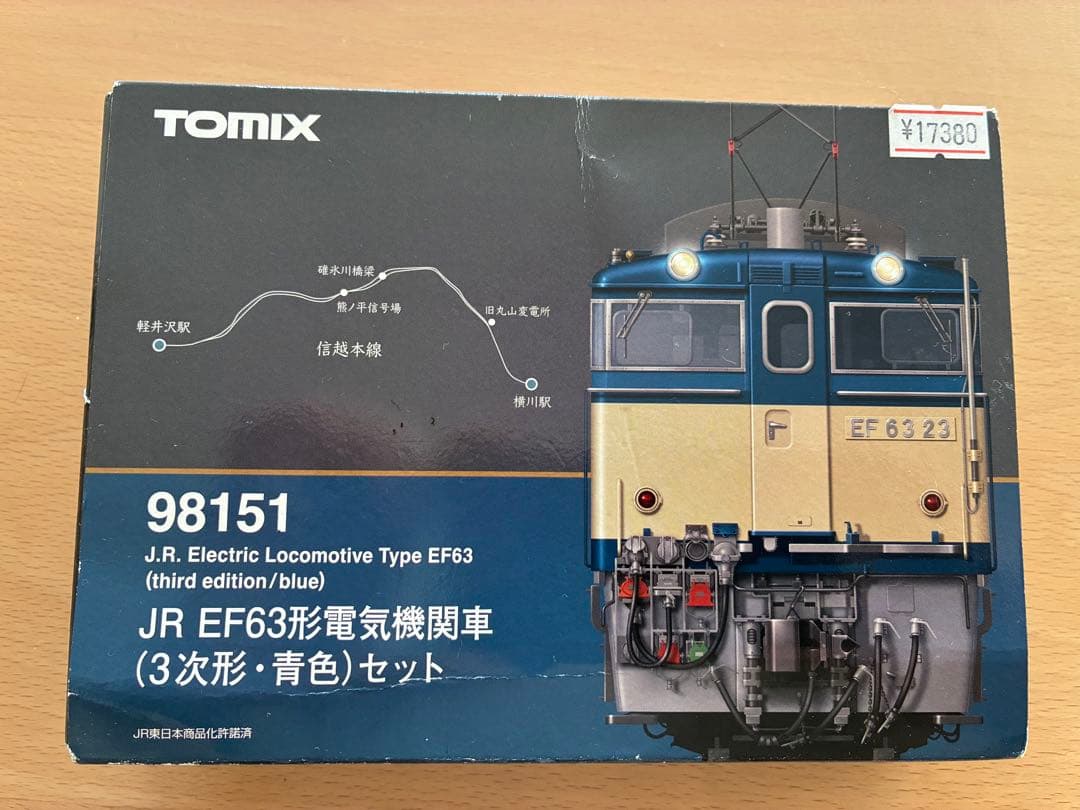 TOMIX
¥17380
碓氷川橋梁
熊ノ平信号場
旧丸山変電所
軽井沢駅
信越本線
横川駅
EF 63 23
98151
J.R. Electric Locomotive Type EF63
(third edition/blue)
JR EF63形電気機関車
(3次形・青色)セット
JR東日本商品化許諾済